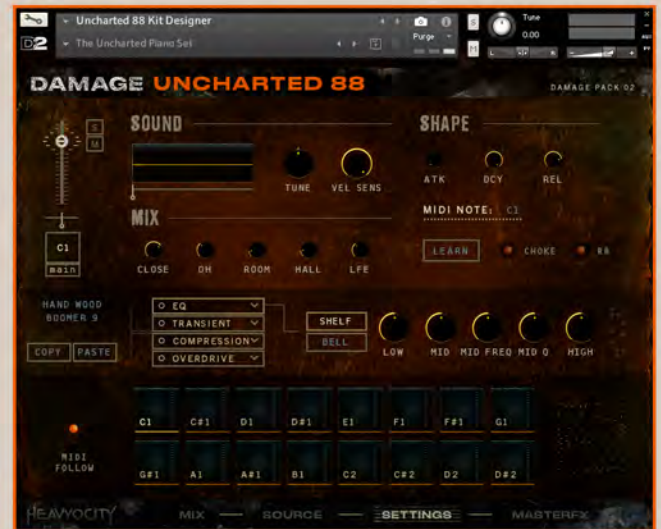 Uncharted 88 Kit Designer
The Uncharted Piano Set
Purge
S
M
Tune
0.00
L
R
AUX
PV
D2
DAMAGE UNCHARTED 88
DAMAGE PACK 02
SOUND
SHAPE
S
M
TUNE
VEL SENS
ATK
DCY
REL
MIDI NOTE: C1
MIX
C1
main
CLOSE
OH
ROOM
HALL
LFE
LEARN
CHOKE
RR
HAND WOOD
BOOMER 9
COPY
PASTE
EQ
TRANSIENT
COMPRESSION
OVERDRIVE
SHELF
BELL
LOW
MID
MID FREQ
MID Q
HIGH
C1
C#1
D1
D#1
E1
F1
F#1
G1
MIDI
FOLLOW
G#1
A1
A#1
B1
C2
C#2
D2
D#2
HEAVYOCITY
MIX
SOURCE
SETTINGS
MASTERFX